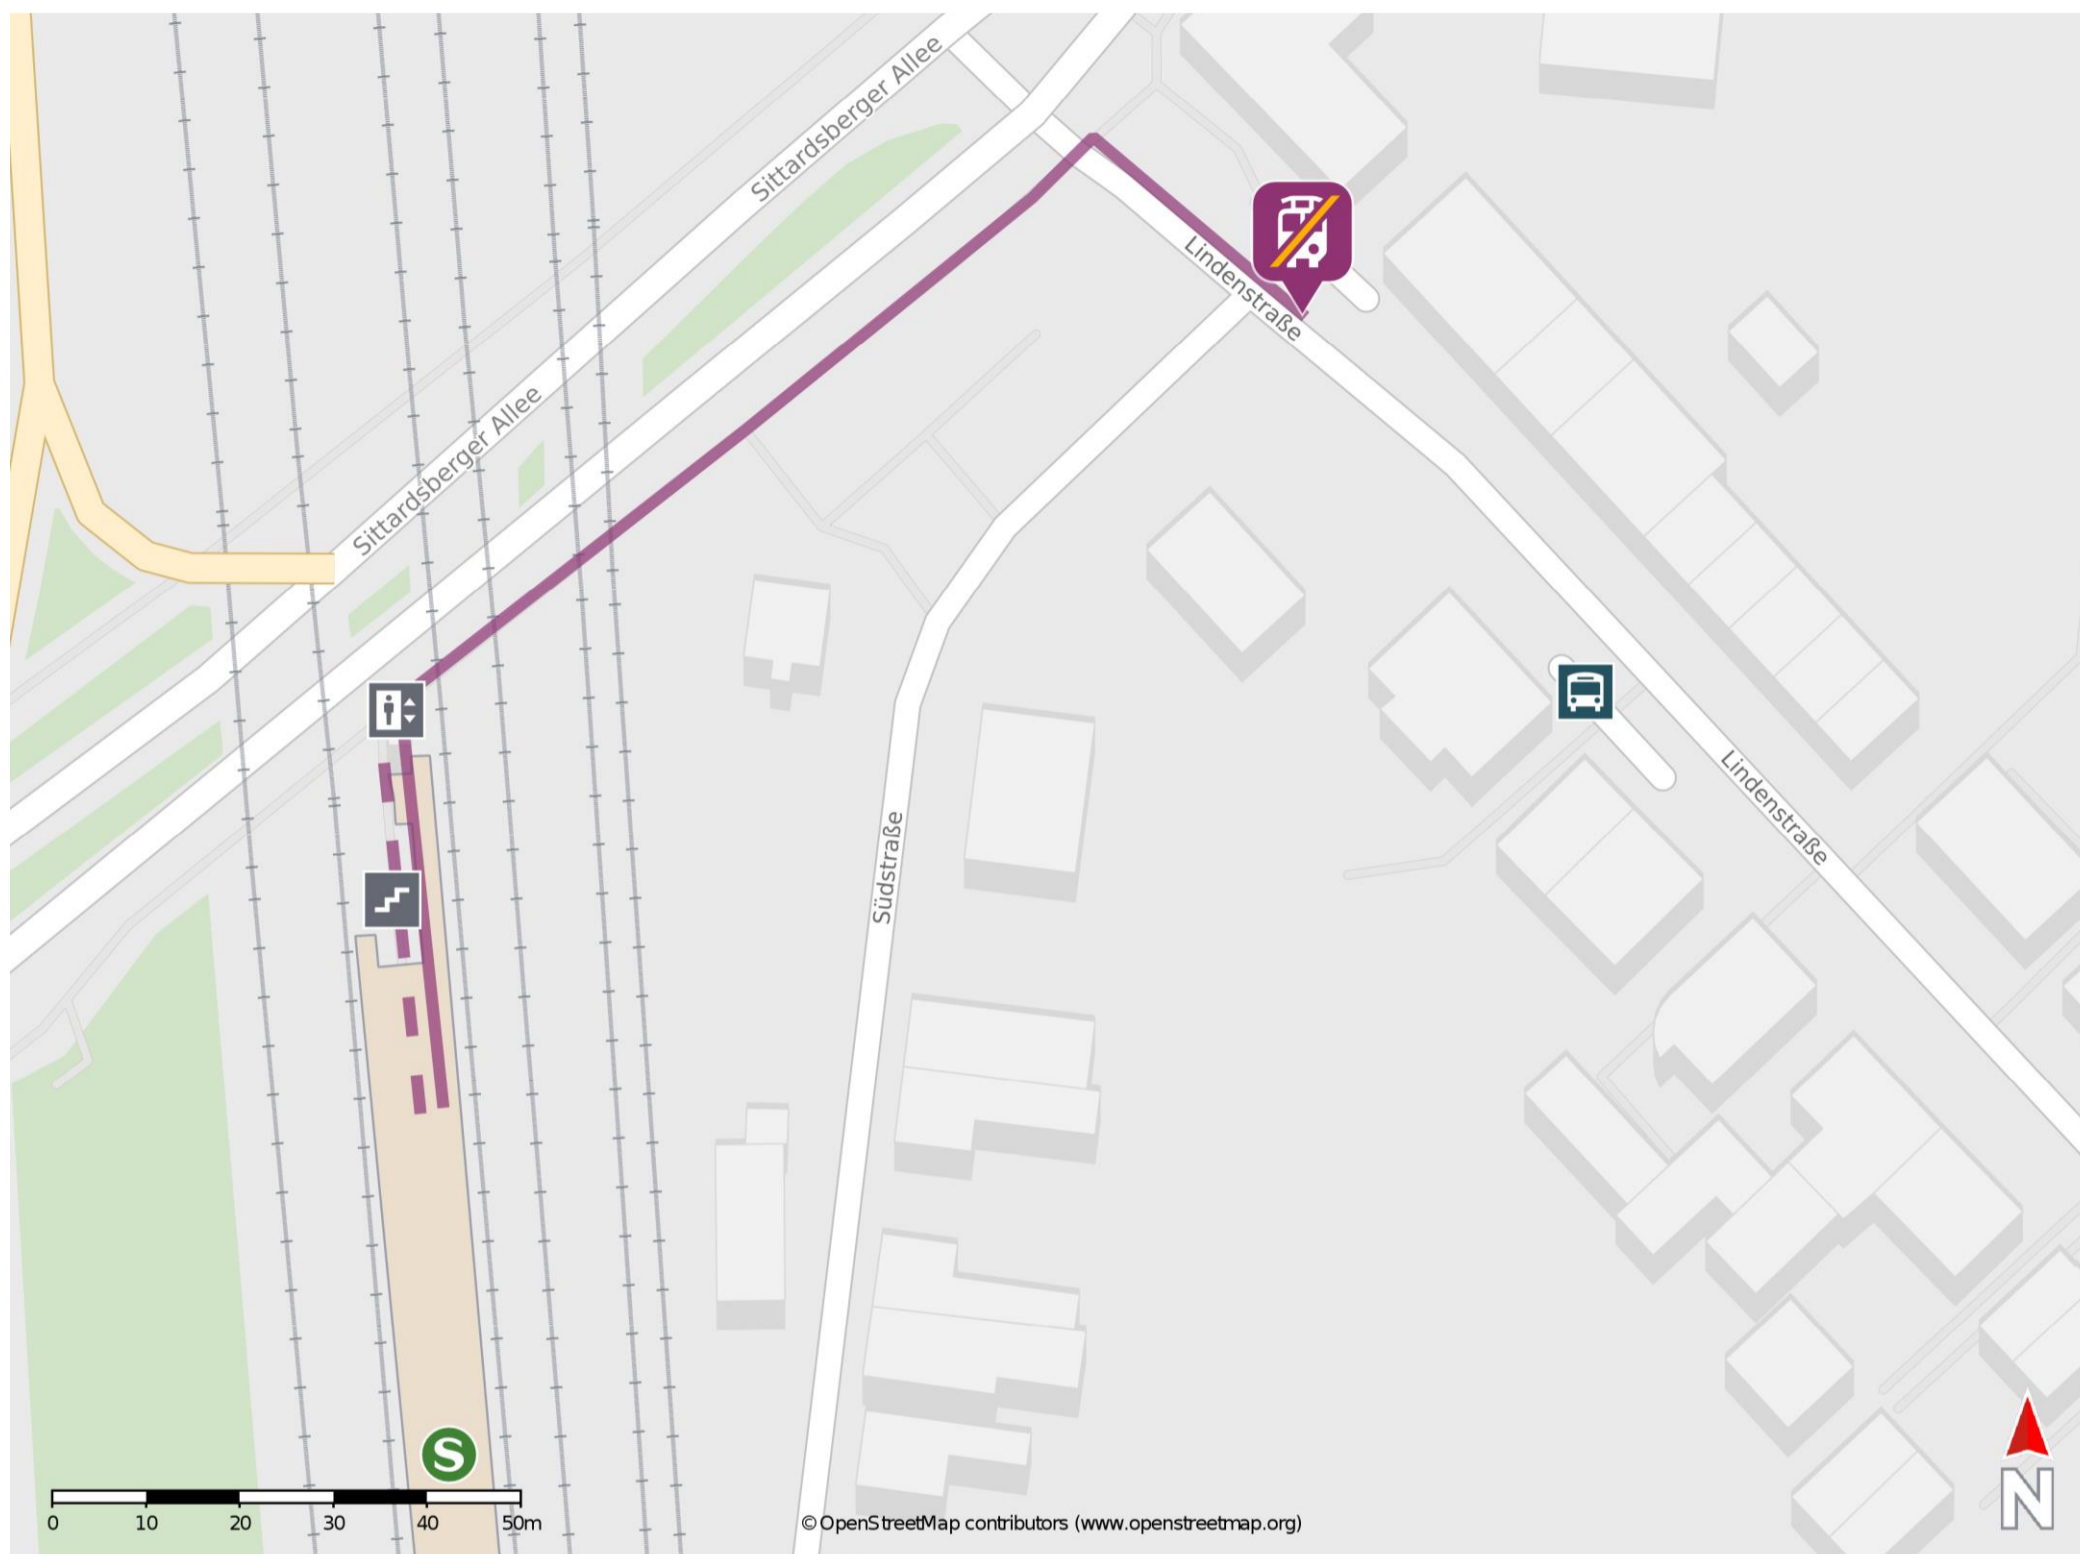 Sittardsberger Allee
Lindenstraße
Sittardsberger Allee
Lindenstraße
Südstraße
S
0 10 20 30 40 50m
©OpenStreetMap contributors (www.openstreetmap.org)
N